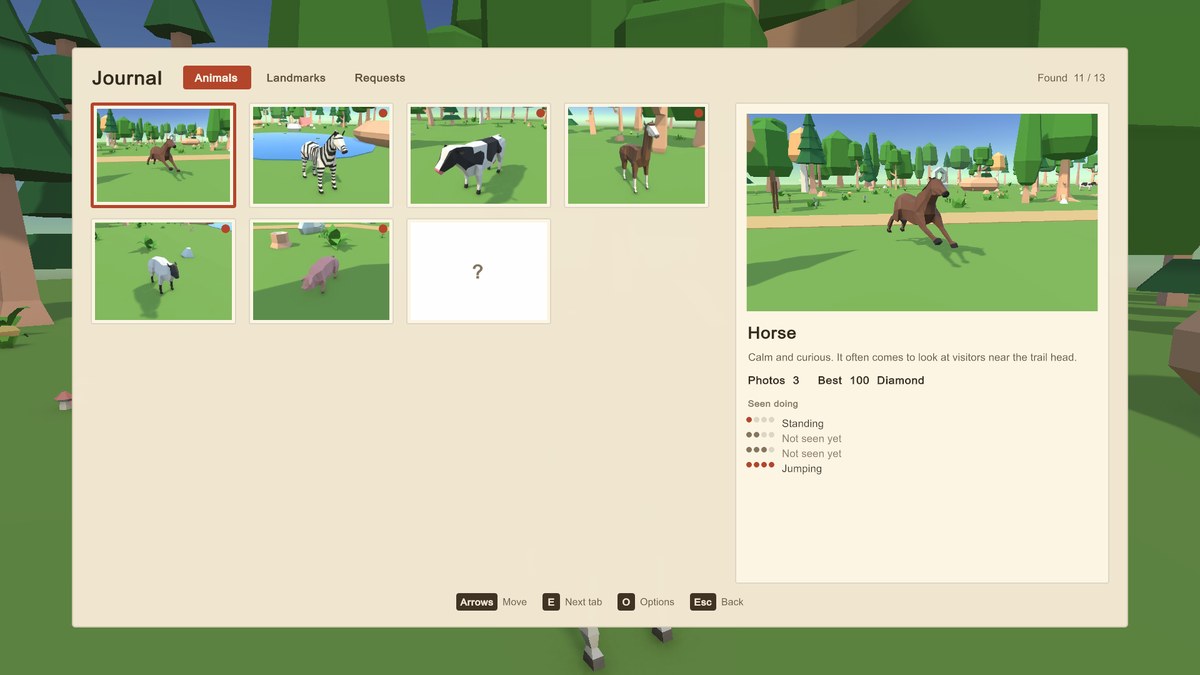 Journal Animals Landmarks Requests Found 11 / 13
?
Horse
Calm and curious. It often comes to look at visitors near the trail head.
Photos 3 Best 100 Diamond
Seen doing
Standing
Not seen yet
Not seen yet
Jumping
Arrows Move E Next tab O Options Esc Back